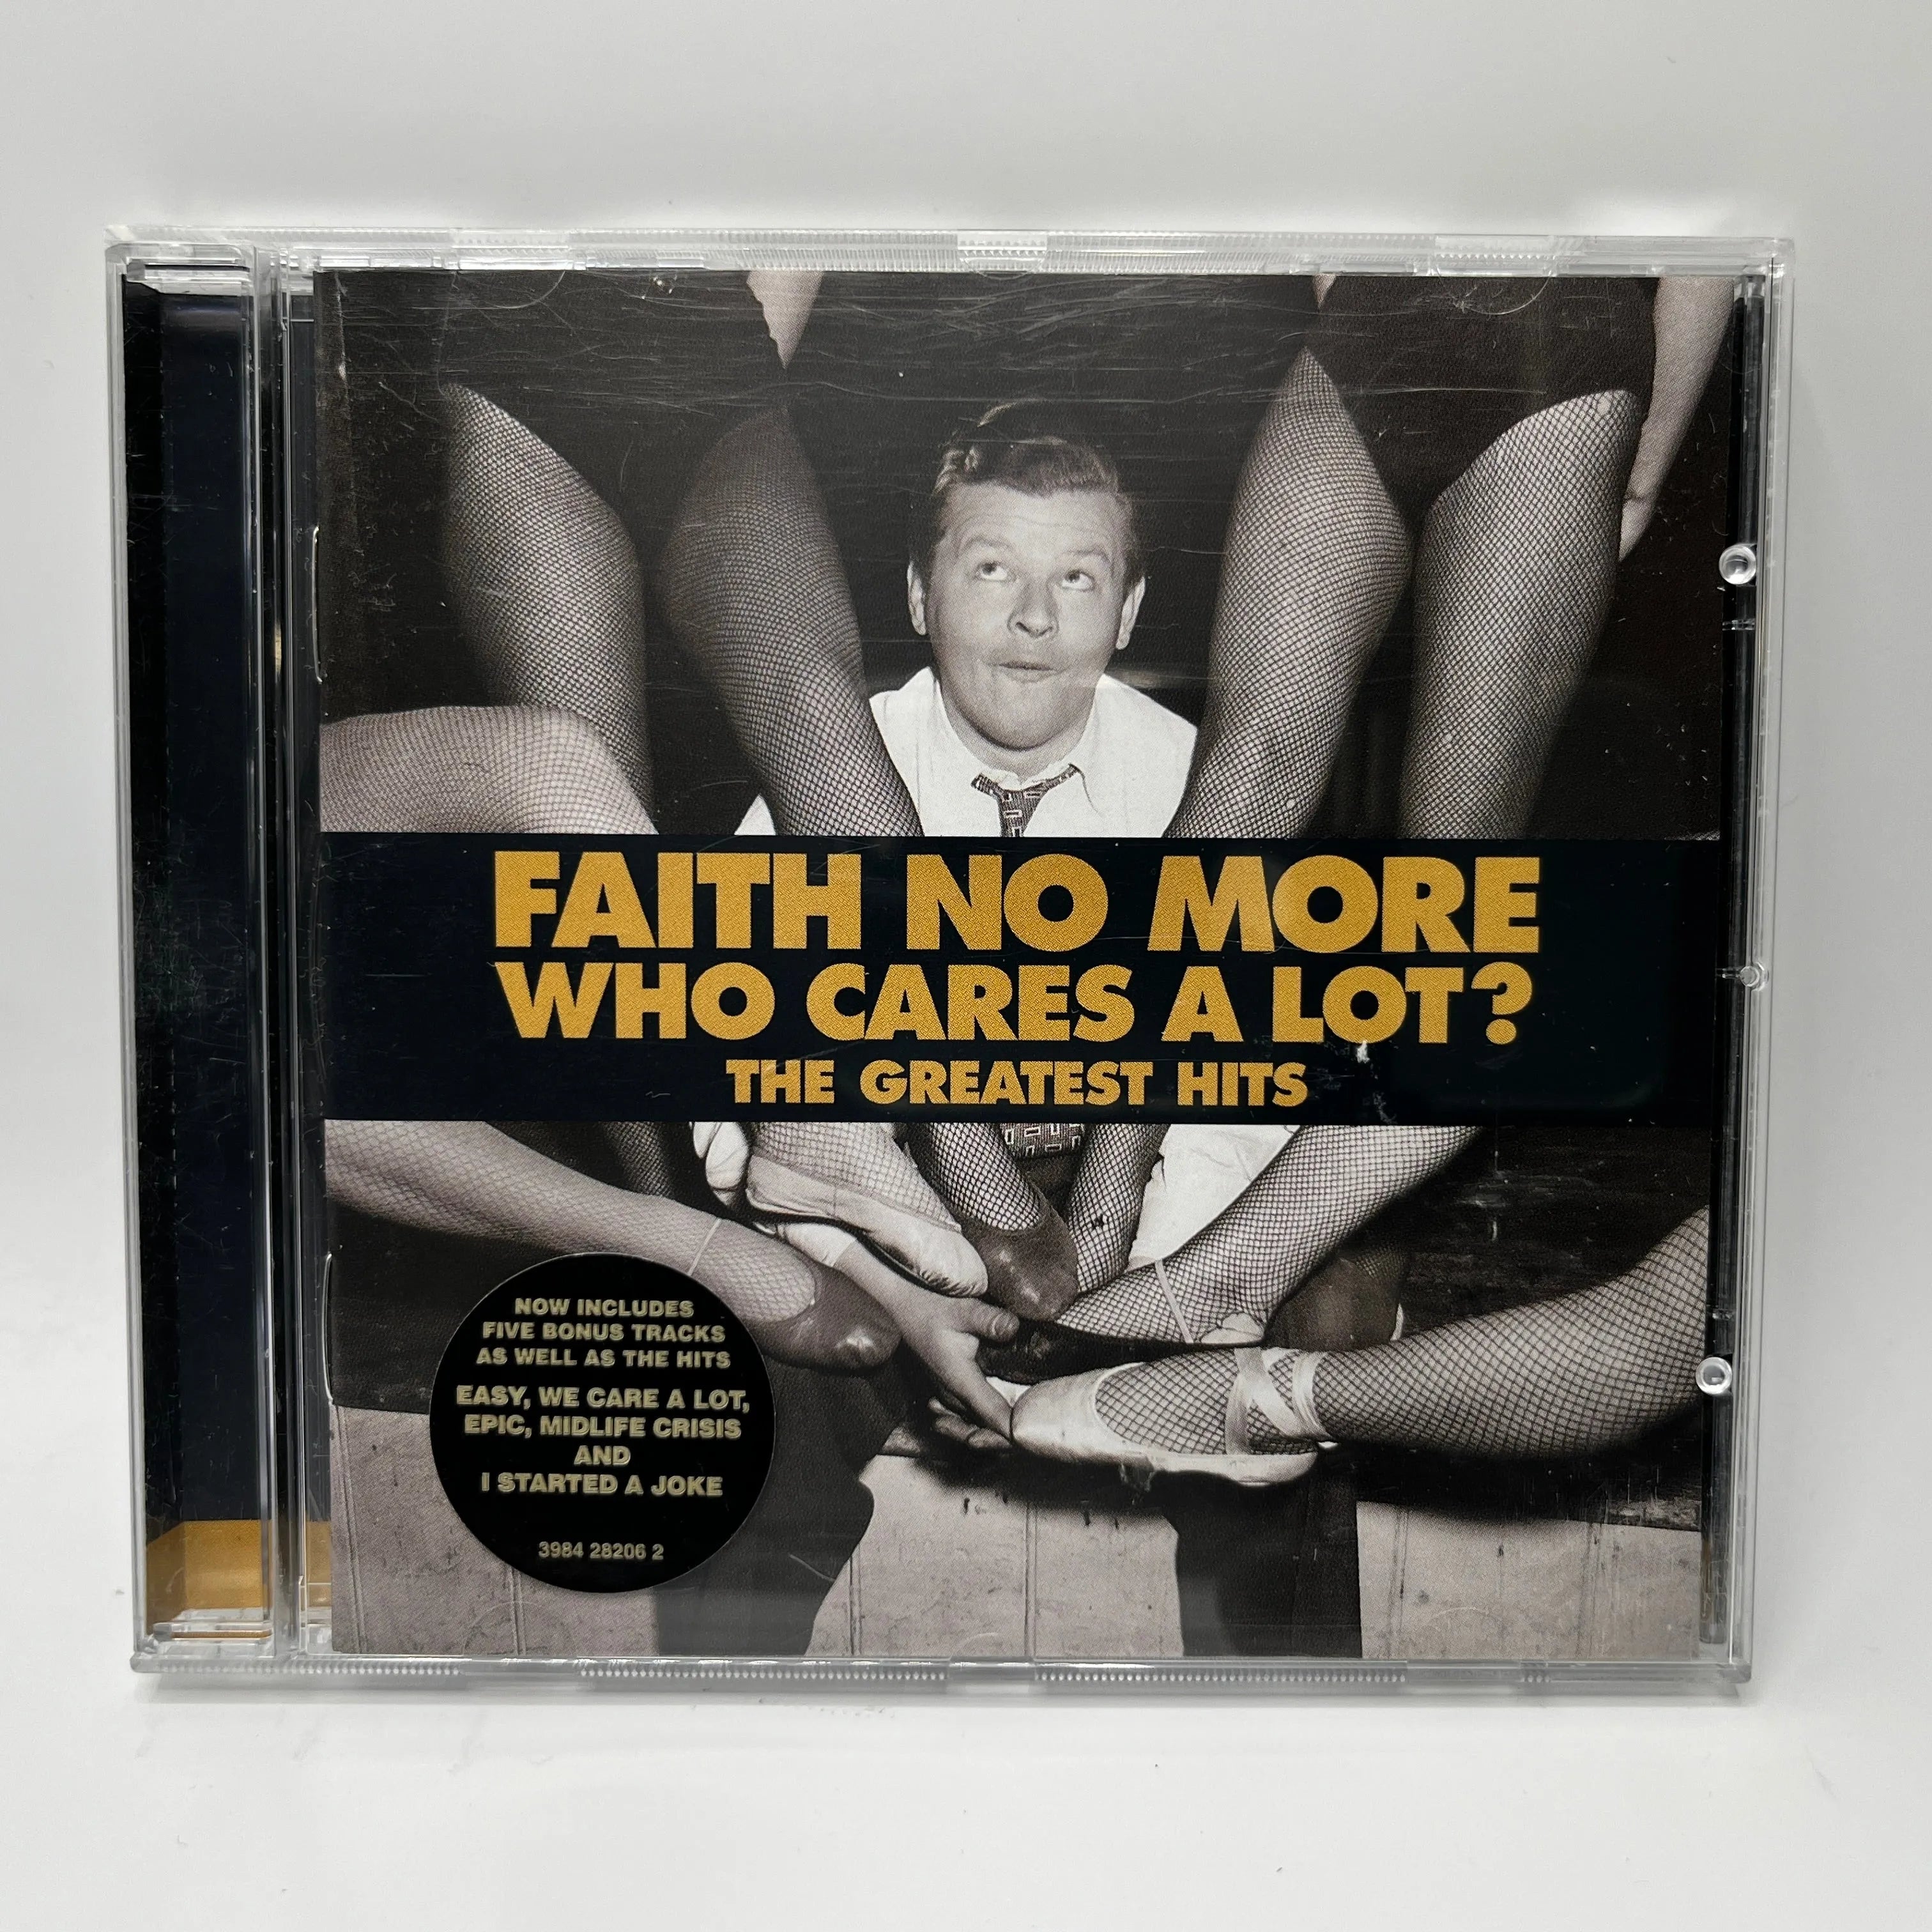 FAITH NO MORE
WHO CARES A LOT?
THE GREATEST HITS
NOW INCLUDES
FIVE BONUS TRACKS
AS WELL AS THE HITS
EASY, WE CARE A LOT,
EPIC, MIDLIFE CRISIS
AND
I STARTED A JOKE
3984 28206 2